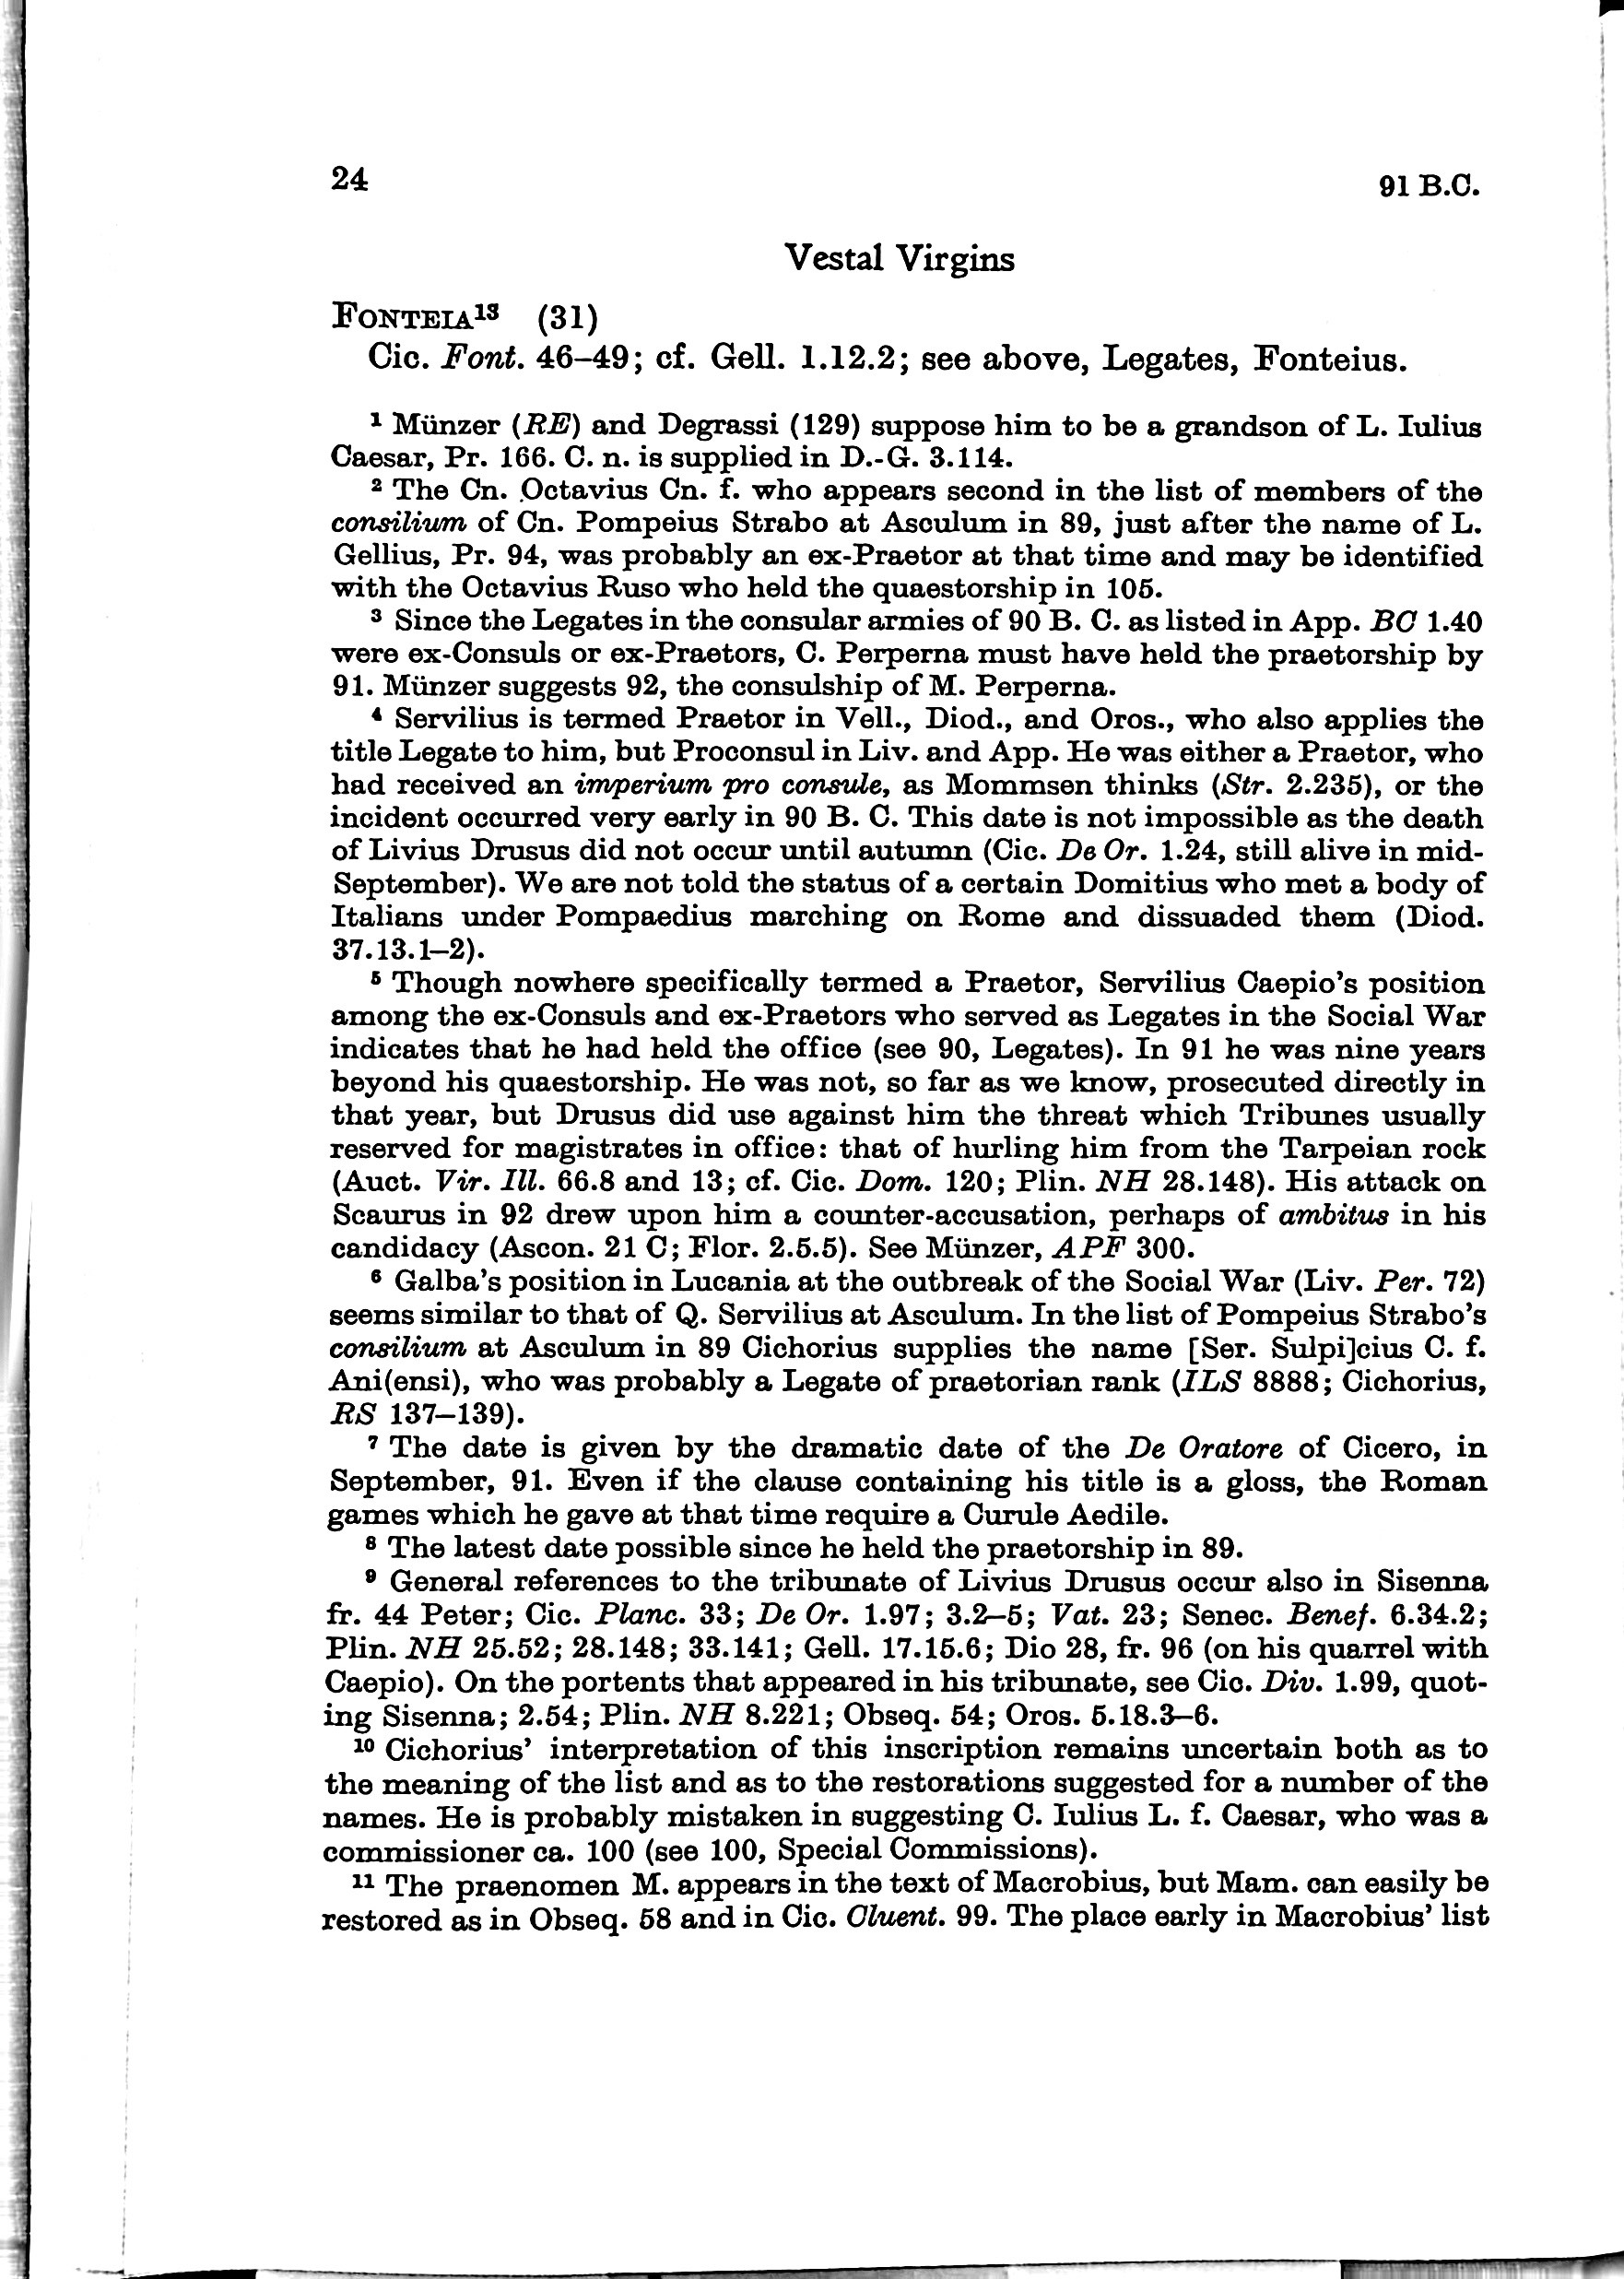 24
91 B.C.
Vestal Virgins
FONTEIA¹³ (31)
Cic. Font. 46–49; cf. Gell. 1.12.2; see above, Legates, Fonteius.
¹ Münzer (RE) and Degrassi (129) suppose him to be a grandson of L. Iulius
Caesar, Pr. 166. C. n. is supplied in D.-G. 3.114.
² The Cn. Octavius Cn. f. who appears second in the list of members of the
consilium of Cn. Pompeius Strabo at Asculum in 89, just after the name of L.
Gellius, Pr. 94, was probably an ex-Praetor at that time and may be identified
with the Octavius Ruso who held the quaestorship in 105.
³ Since the Legates in the consular armies of 90 B. C. as listed in App. BC 1.40
were ex-Consuls or ex-Praetors, C. Perperna must have held the praetorship by
91. Münzer suggests 92, the consulship of M. Perperna.
⁴ Servilius is termed Praetor in Vell., Diod., and Oros., who also applies the
title Legate to him, but Proconsul in Liv. and App. He was either a Praetor, who
had received an imperium pro consule, as Mommsen thinks (Str. 2.235), or the
incident occurred very early in 90 B. C. This date is not impossible as the death
of Livius Drusus did not occur until autumn (Cic. De Or. 1.24, still alive in mid-
September). We are not told the status of a certain Domitius who met a body of
Italians under Pompaedius marching on Rome and dissuaded them (Diod.
37.13.1–2).
⁵ Though nowhere specifically termed a Praetor, Servilius Caepio's position
among the ex-Consuls and ex-Praetors who served as Legates in the Social War
indicates that he had held the office (see 90, Legates). In 91 he was nine years
beyond his quaestorship. He was not, so far as we know, prosecuted directly in
that year, but Drusus did use against him the threat which Tribunes usually
reserved for magistrates in office: that of hurling him from the Tarpeian rock
(Auct. Vir. Ill. 66.8 and 13; cf. Cic. Dom. 120; Plin. NH 28.148). His attack on
Scaurus in 92 drew upon him a counter-accusation, perhaps of ambitus in his
candidacy (Ascon. 21 C; Flor. 2.5.5). See Münzer, APF 300.
⁶ Galba's position in Lucania at the outbreak of the Social War (Liv. Per. 72)
seems similar to that of Q. Servilius at Asculum. In the list of Pompeius Strabo's
consilium at Asculum in 89 Cichorius supplies the name [Ser. Sulpi]cius C. f.
Ani(ensi), who was probably a Legate of praetorian rank (ILS 8888; Cichorius,
RS 137–139).
⁷ The date is given by the dramatic date of the De Oratore of Cicero, in
September, 91. Even if the clause containing his title is a gloss, the Roman
games which he gave at that time require a Curule Aedile.
⁸ The latest date possible since he held the praetorship in 89.
⁹ General references to the tribunate of Livius Drusus occur also in Sisenna
fr. 44 Peter; Cic. Planc. 33; De Or. 1.97; 3.2–5; Vat. 23; Senec. Benef. 6.34.2;
Plin. NH 25.52; 28.148; 33.141; Gell. 17.15.6; Dio 28, fr. 96 (on his quarrel with
Caepio). On the portents that appeared in his tribunate, see Cic. Div. 1.99, quot-
ing Sisenna; 2.54; Plin. NH 8.221; Obseq. 54; Oros. 5.18.3–6.
¹⁰ Cichorius' interpretation of this inscription remains uncertain both as to
the meaning of the list and as to the restorations suggested for a number of the
names. He is probably mistaken in suggesting C. Iulius L. f. Caesar, who was a
commissioner ca. 100 (see 100, Special Commissions).
¹¹ The praenomen M. appears in the text of Macrobius, but Mam. can easily be
restored as in Obseq. 58 and in Cic. Cluent. 99. The place early in Macrobius' list